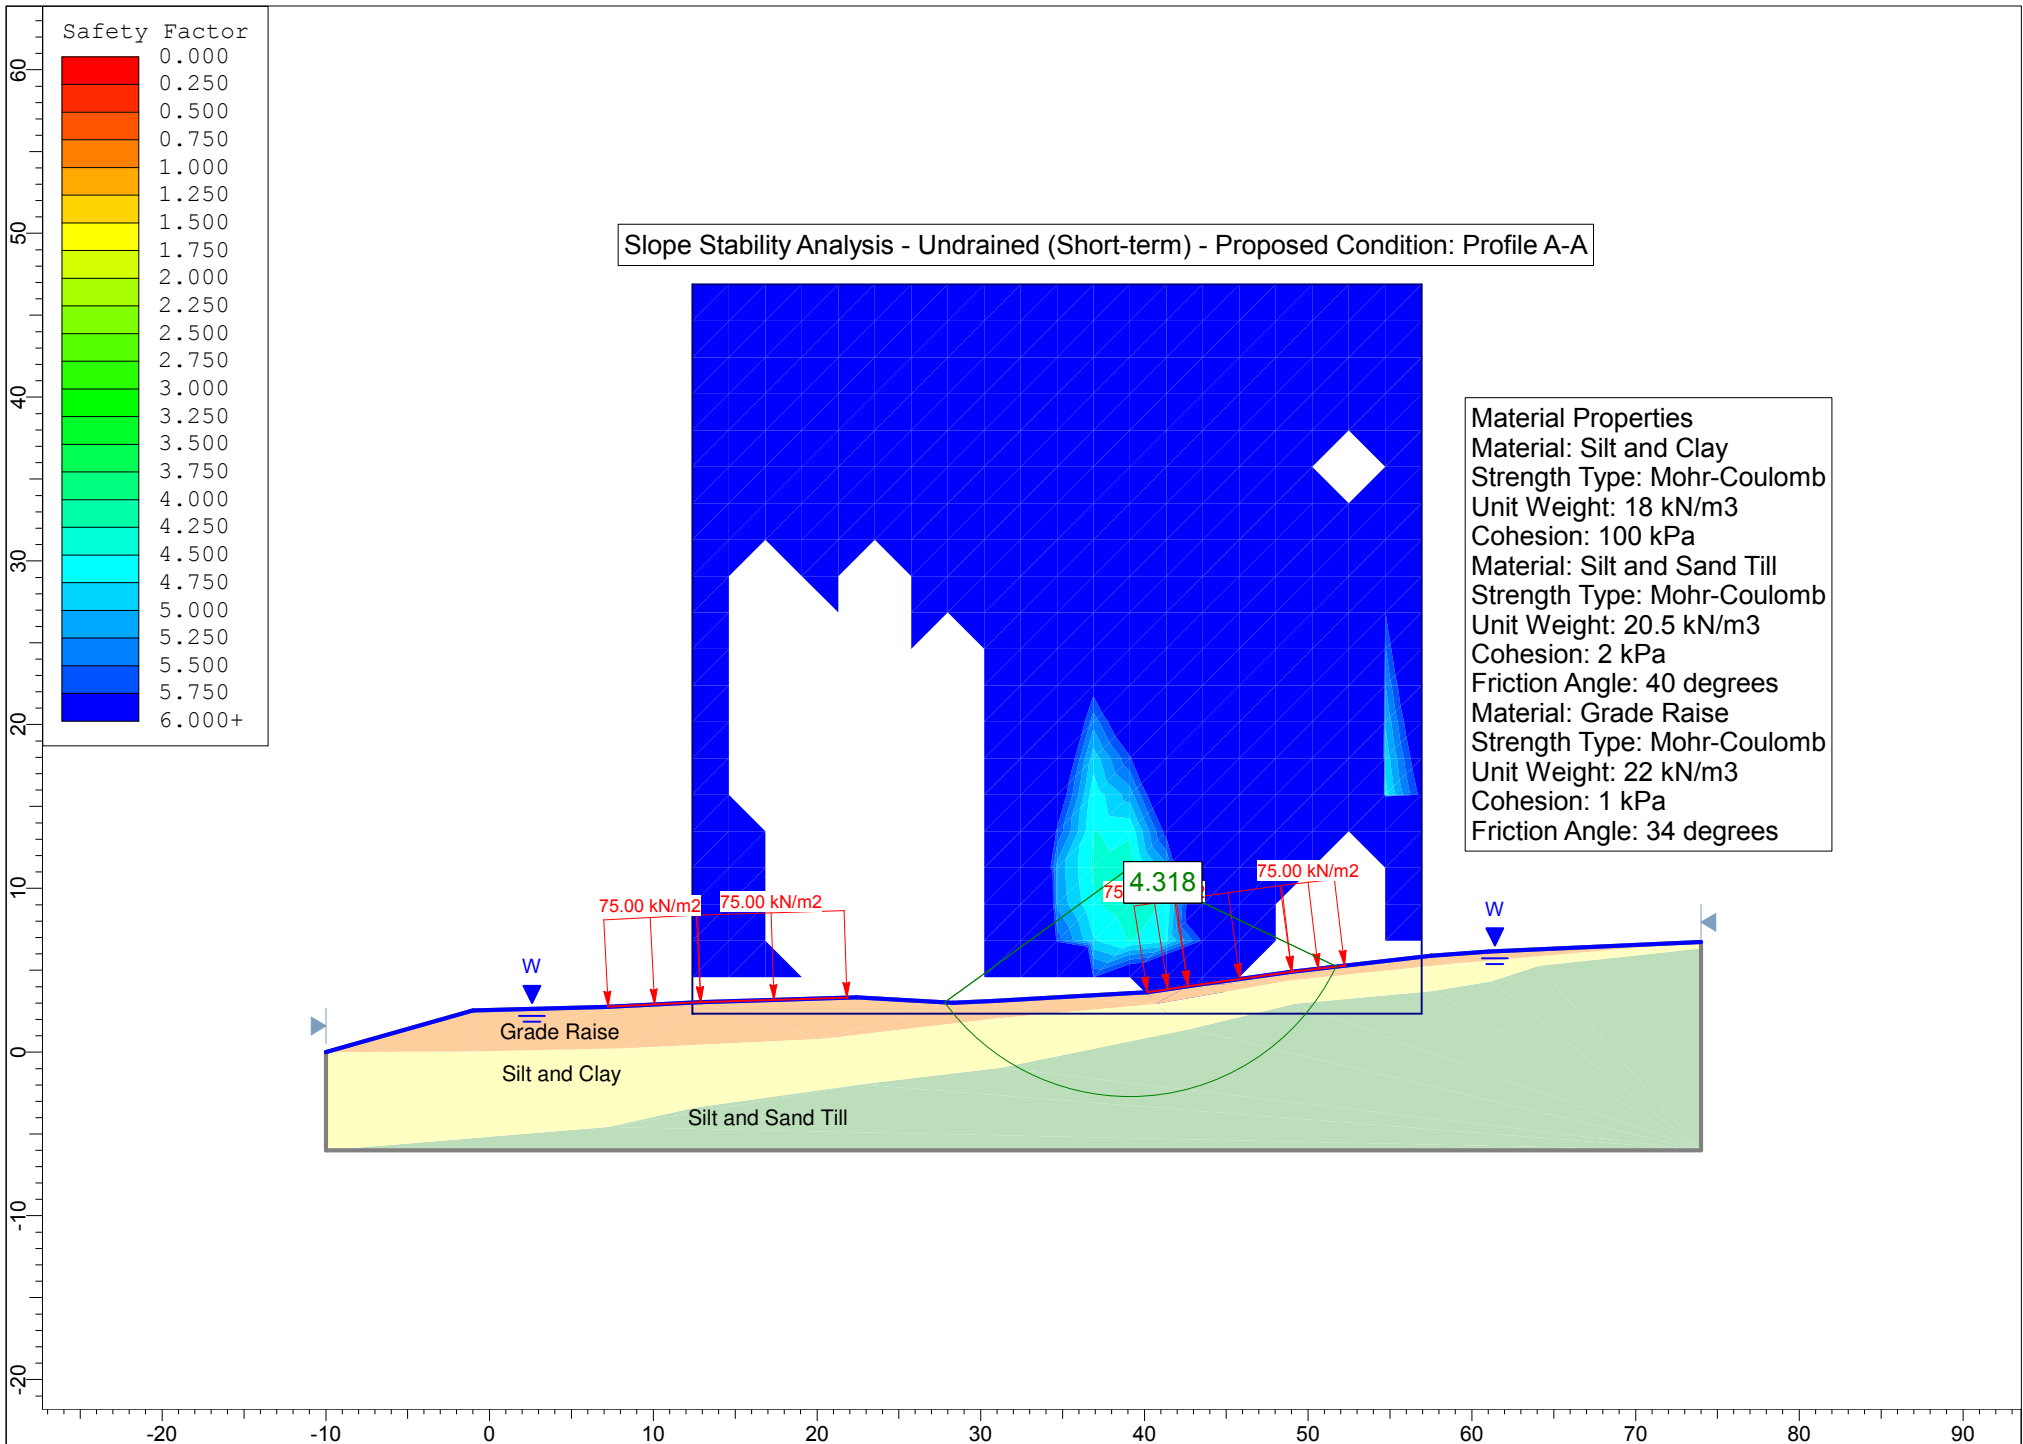 Safety Factor
0.000
0.250
0.500
0.750
1.000
1.250
1.500
1.750
2.000
2.250
2.500
2.750
3.000
3.250
3.500
3.750
4.000
4.250
4.500
4.750
5.000
5.250
5.500
5.750
6.000+
Slope Stability Analysis - Undrained (Short-term) - Proposed Condition: Profile A-A
Material Properties
Material: Silt and Clay
Strength Type: Mohr-Coulomb
Unit Weight: 18 kN/m3
Cohesion: 100 kPa
Material: Silt and Sand Till
Strength Type: Mohr-Coulomb
Unit Weight: 20.5 kN/m3
Cohesion: 2 kPa
Friction Angle: 40 degrees
Material: Grade Raise
Strength Type: Mohr-Coulomb
Unit Weight: 22 kN/m3
Cohesion: 1 kPa
Friction Angle: 34 degrees
75.00 kN/m2
75.00 kN/m2
75
4.318
2
75.00 kN/m2
W
W
Grade Raise
Silt and Clay
Silt and Sand Till
60
50
40
30
20
10
0
-10
-20
-20
-10
0
10
20
30
40
50
60
70
80
90